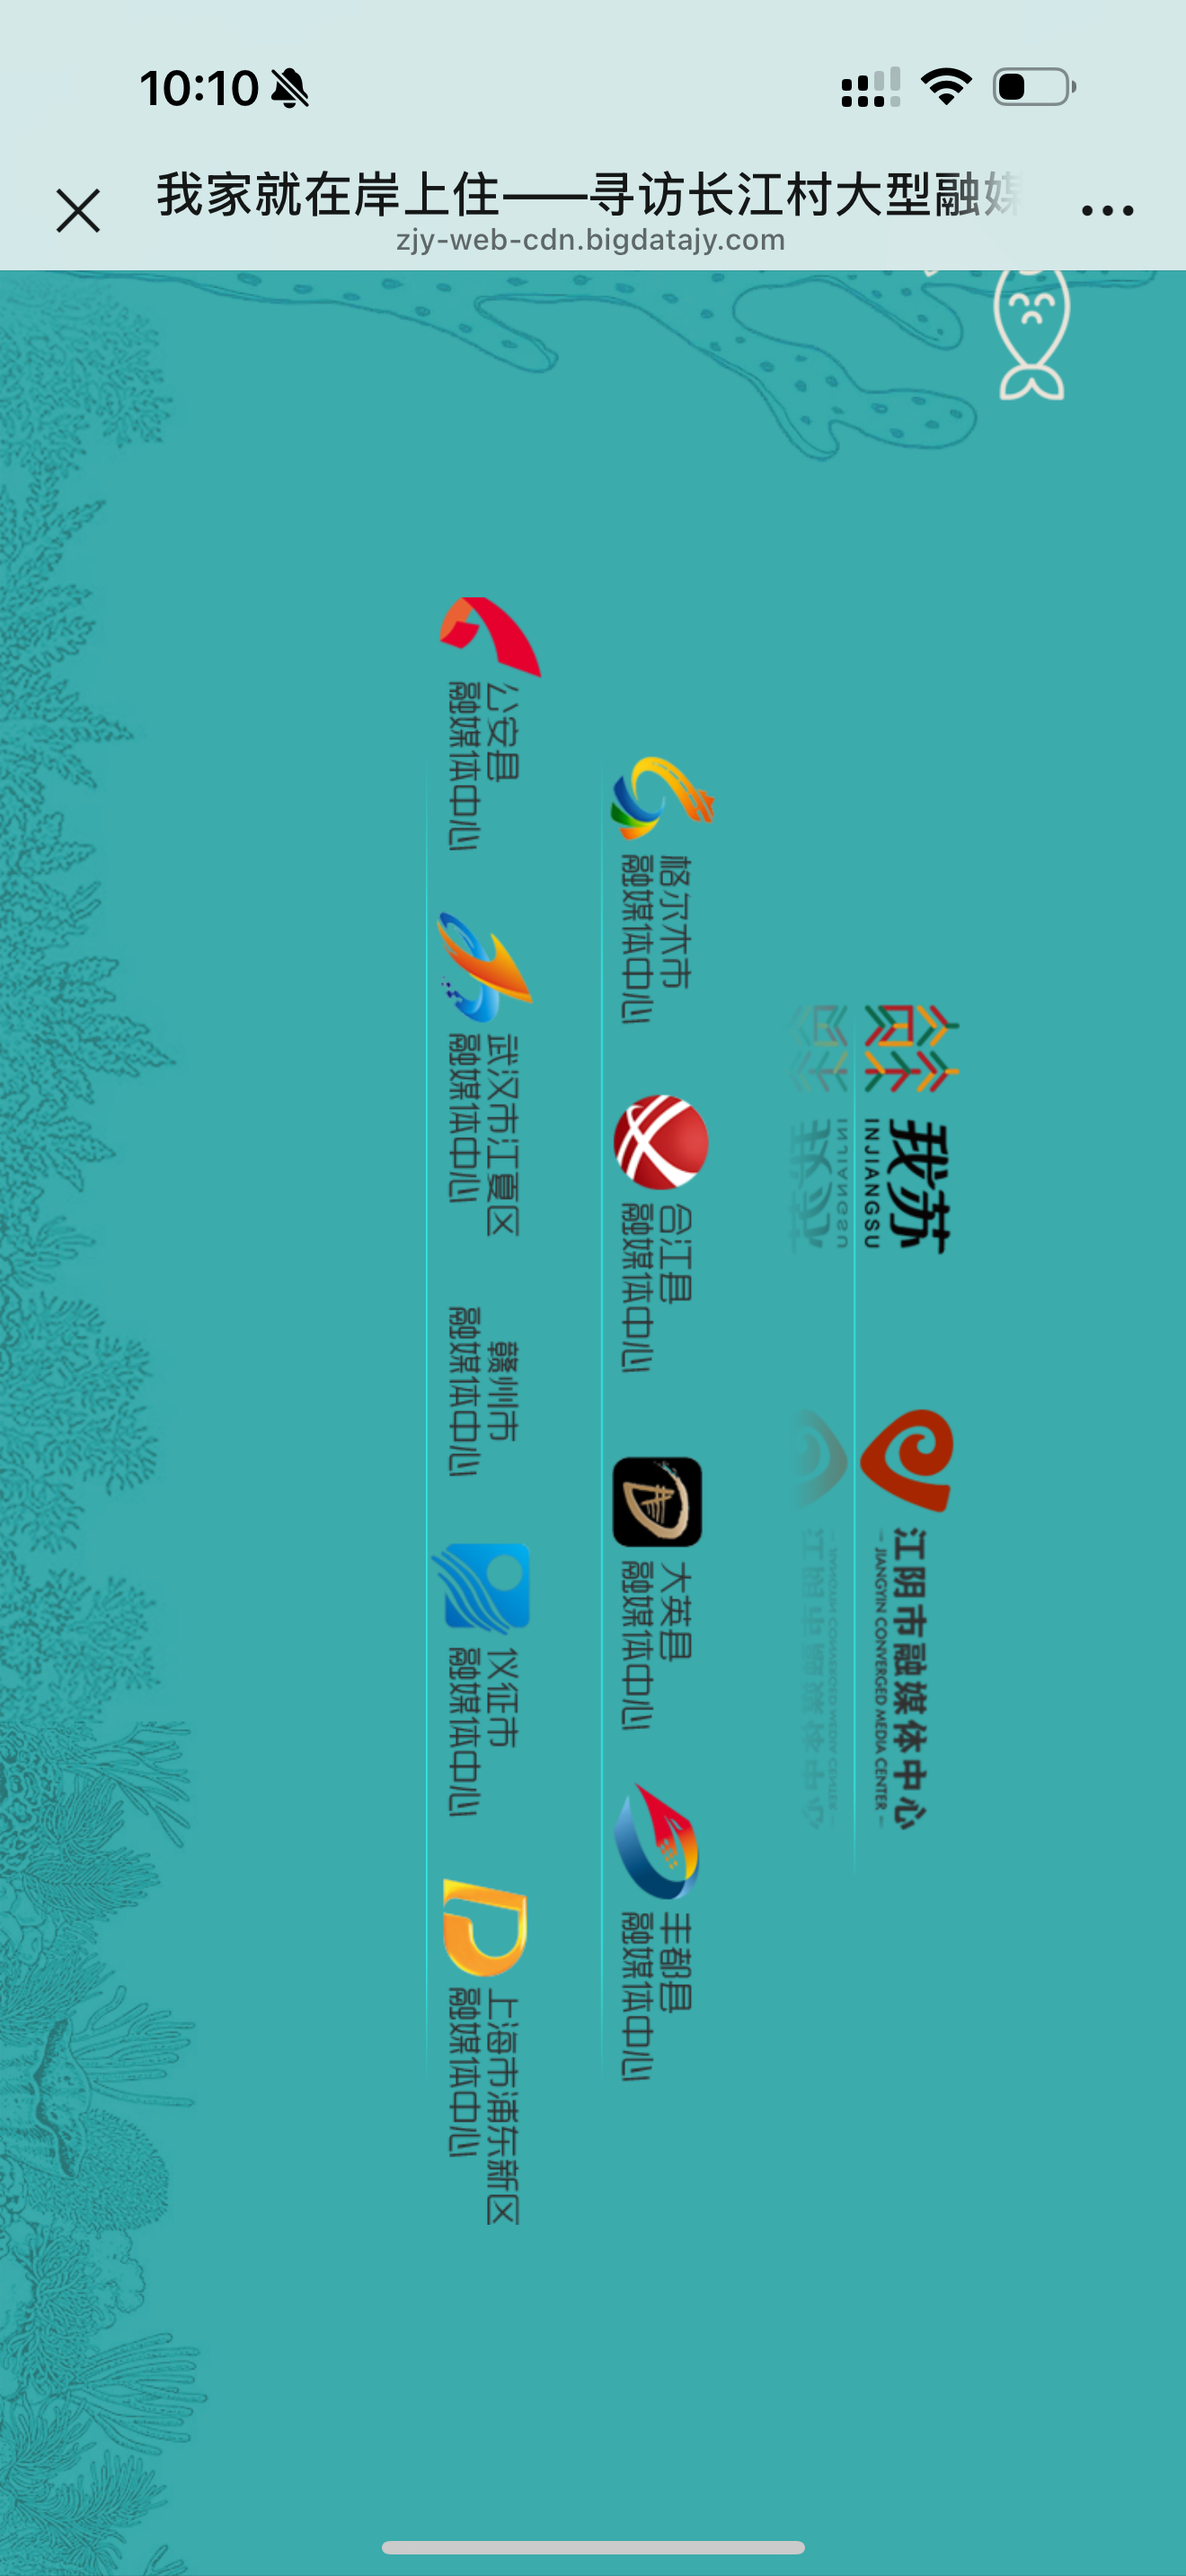 10:10
我家就在岸上住——寻访长江村大型融媒
zjy-web-cdn.bigdatajy.com
我苏
INJIANGSU
江阴市融媒体中心
JIANGYIN CONVERGED MEDIA CENTER
格尔木市
融媒体中心
合江县
融媒体中心
大英县
融媒体中心
丰都县
融媒体中心
公安县
融媒体中心
武汉市江夏区
融媒体中心
赣州市
融媒体中心
仪征市
融媒体中心
上海市浦东新区
融媒体中心